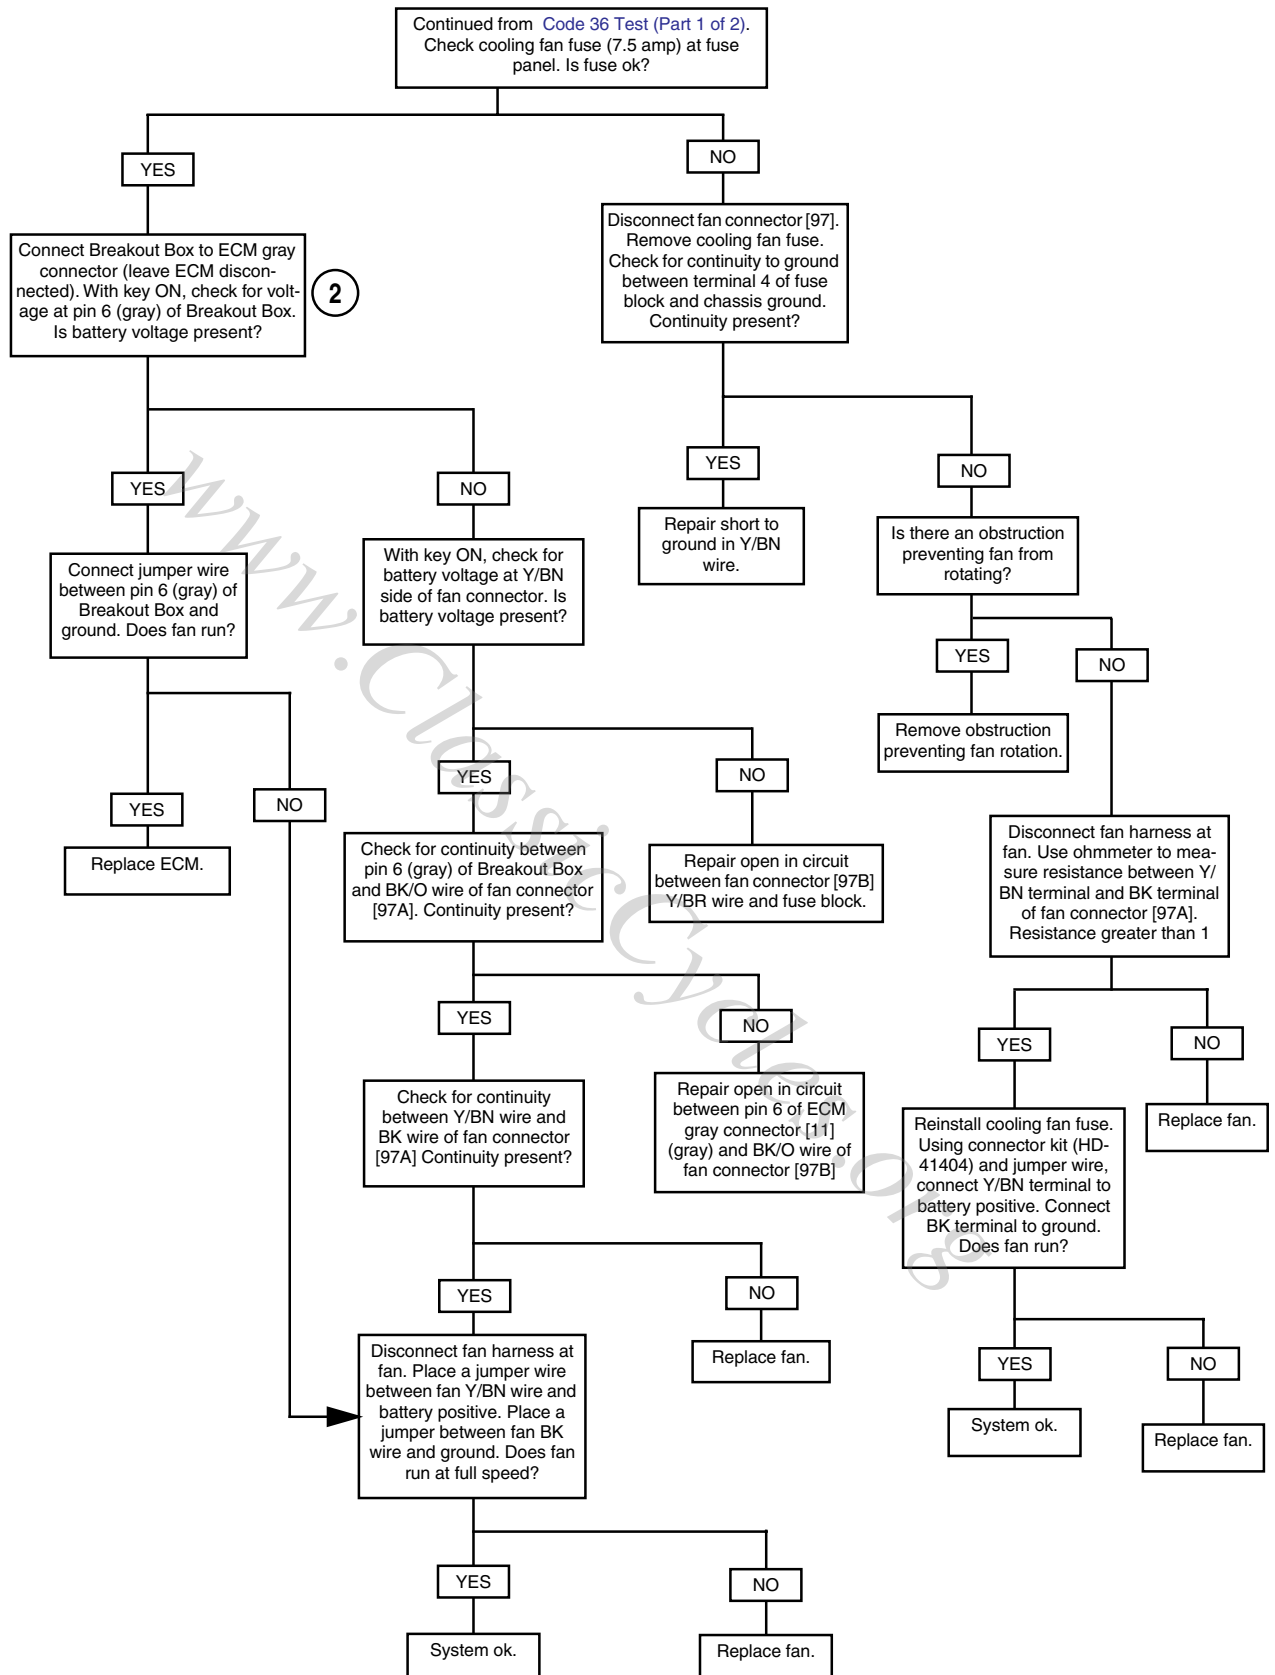 Continued from Code 36 Test (Part 1 of 2).
Check cooling fan fuse (7.5 amp) at fuse
panel. Is fuse ok?
YES
NO
Connect Breakout Box to ECM gray
connector (leave ECM discon-
nected). With key ON, check for volt-
age at pin 6 (gray) of Breakout Box.
Is battery voltage present?
2
Disconnect fan connector [97].
Remove cooling fan fuse.
Check for continuity to ground
between terminal 4 of fuse
block and chassis ground.
Continuity present?
YES
NO
YES
NO
Connect jumper wire
between pin 6 (gray) of
Breakout Box and
ground. Does fan run?
With key ON, check for
battery voltage at Y/BN
side of fan connector. Is
battery voltage present?
Repair short to
ground in Y/BN
wire.
Is there an obstruction
preventing fan from
rotating?
YES
NO
Remove obstruction
preventing fan rotation.
YES
NO
YES
NO
Replace ECM.
Check for continuity between
pin 6 (gray) of Breakout Box
and BK/O wire of fan connector
[97A]. Continuity present?
Repair open in circuit
between fan connector [97B]
Y/BR wire and fuse block.
Disconnect fan harness at
fan. Use ohmmeter to mea-
sure resistance between Y/
BN terminal and BK terminal
of fan connector [97A].
Resistance greater than 1
YES
NO
YES
NO
Check for continuity
between Y/BN wire and
BK wire of fan connector
[97A] Continuity present?
Repair open in circuit
between pin 6 of ECM
gray connector [11]
(gray) and BK/O wire of
fan connector [97B]
Reinstall cooling fan fuse.
Using connector kit (HD-
41404) and jumper wire,
connect Y/BN terminal to
battery positive. Connect
BK terminal to ground.
Does fan run?
Replace fan.
YES
NO
Disconnect fan harness at
fan. Place a jumper wire
between fan Y/BN wire and
battery positive. Place a
jumper between fan BK
wire and ground. Does fan
run at full speed?
Replace fan.
YES
NO
System ok.
Replace fan.
YES
NO
System ok.
Replace fan.
www.ClassicCycles.org